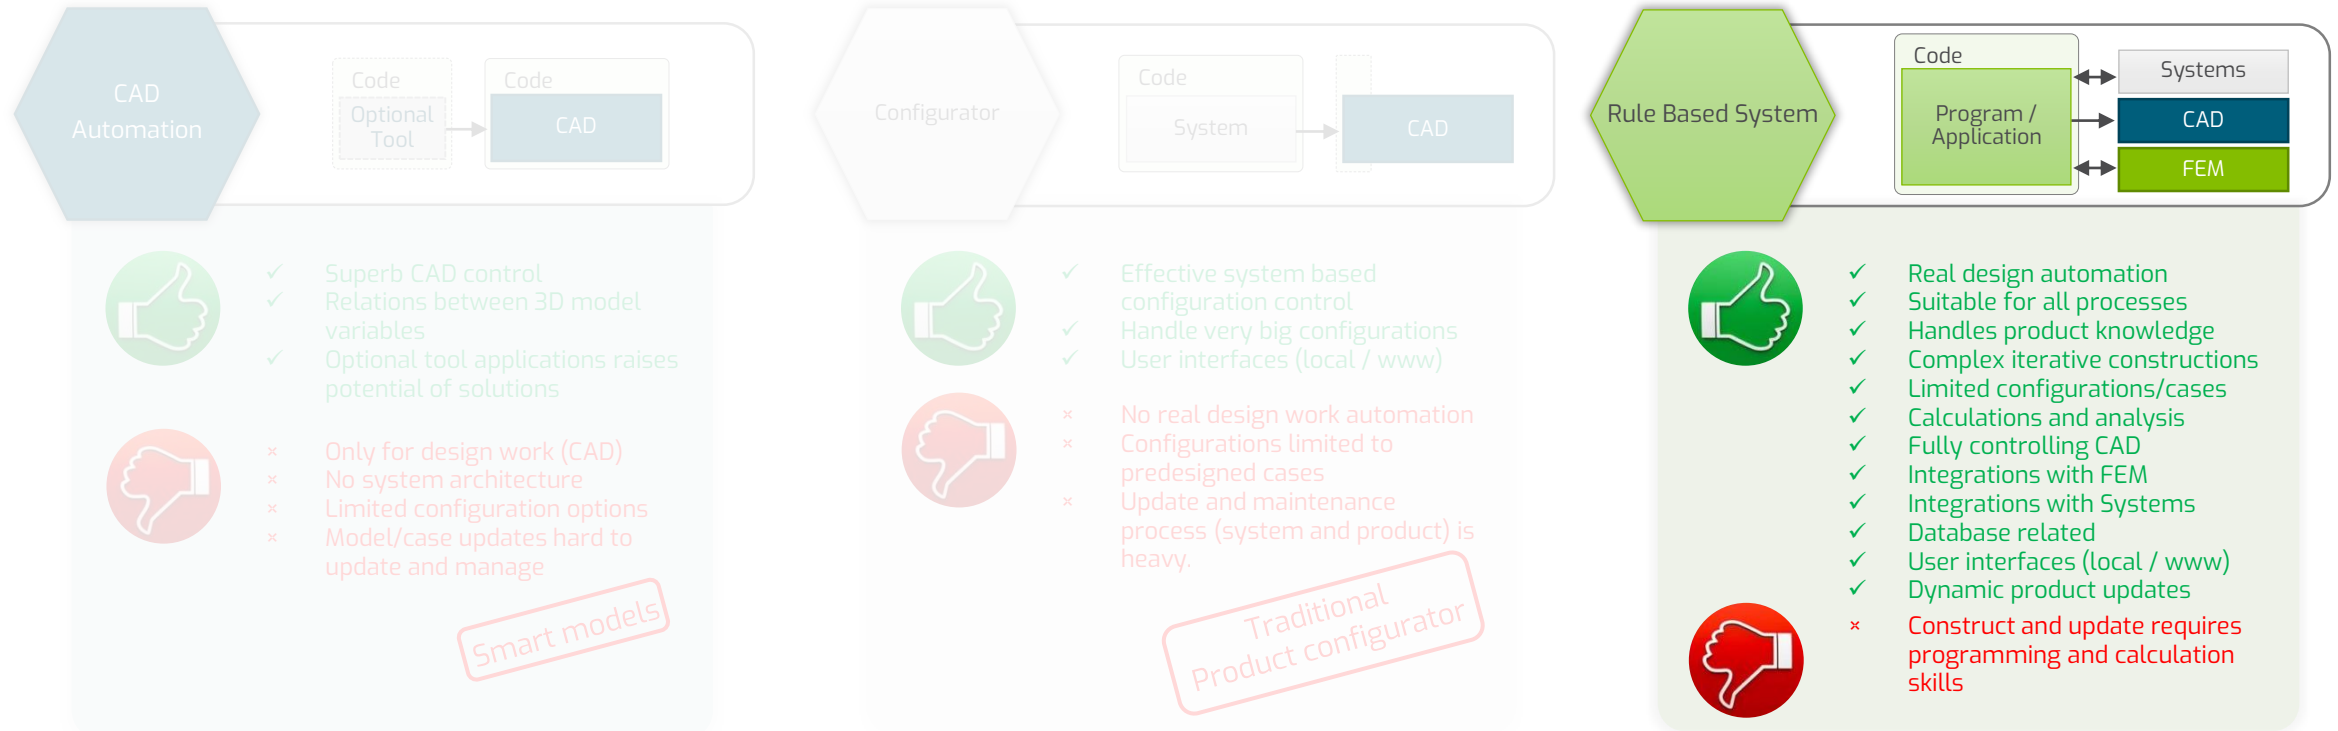 CAD
Automation
Code
Optional
Tool
Code
CAD
✓ Superb CAD control
✓ Relations between 3D model
variables
✓ Optional tool applications raises
potential of solutions
× Only for design work (CAD)
× No system architecture
× Limited configuration options
× Model/case updates hard to
update and manage
Smart models
Configurator
Code
System
CAD
✓ Effective system based
configuration control
✓ Handle very big configurations
✓ User interfaces (local / www)
× No real design work automation
× Configurations limited to
predesigned cases
× Update and maintenance
process (system and product) is
heavy.
Traditional
Product configurator
Rule Based System
Code
Program /
Application
Systems
CAD
FEM
✓ Real design automation
✓ Suitable for all processes
✓ Handles product knowledge
✓ Complex iterative constructions
✓ Limited configurations/cases
✓ Calculations and analysis
✓ Fully controlling CAD
✓ Integrations with FEM
✓ Integrations with Systems
✓ Database related
✓ User interfaces (local / www)
✓ Dynamic product updates
× Construct and update requires
programming and calculation
skills